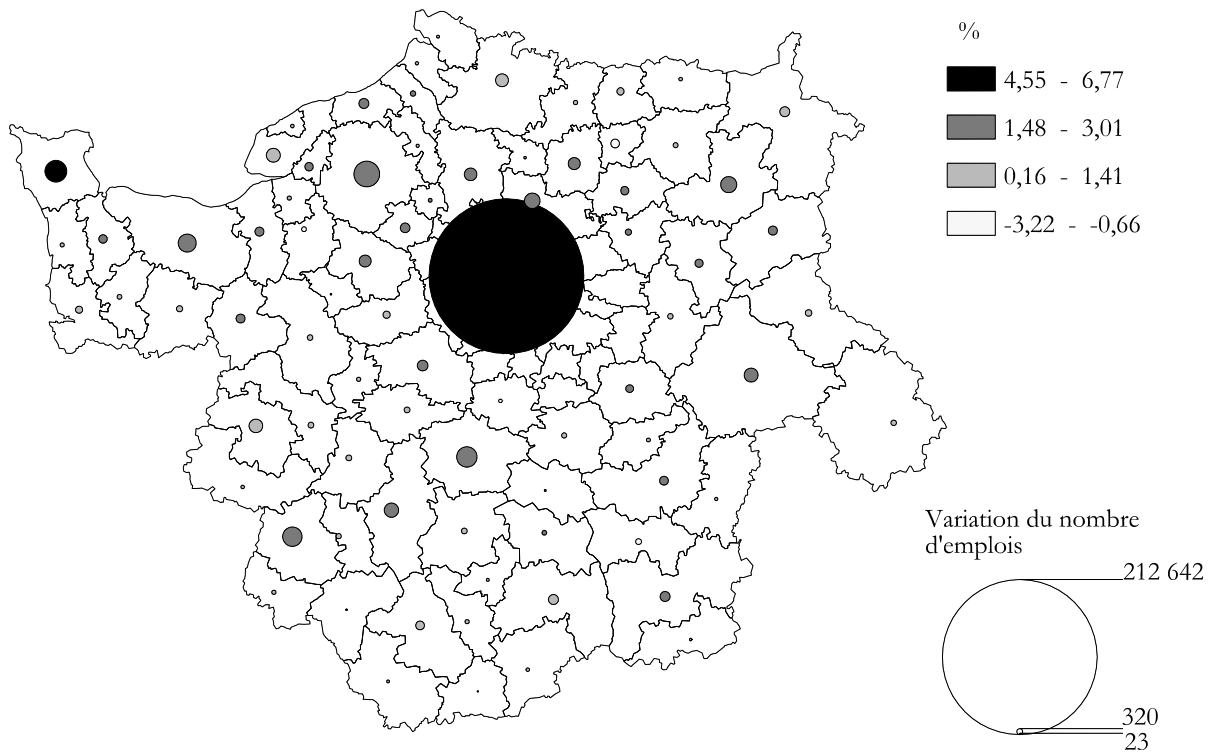 %
4,55 - 6,77
1,48 - 3,01
0,16 - 1,41
-3,22 - -0,66
Variation du nombre
d'emplois
212 642
320
23